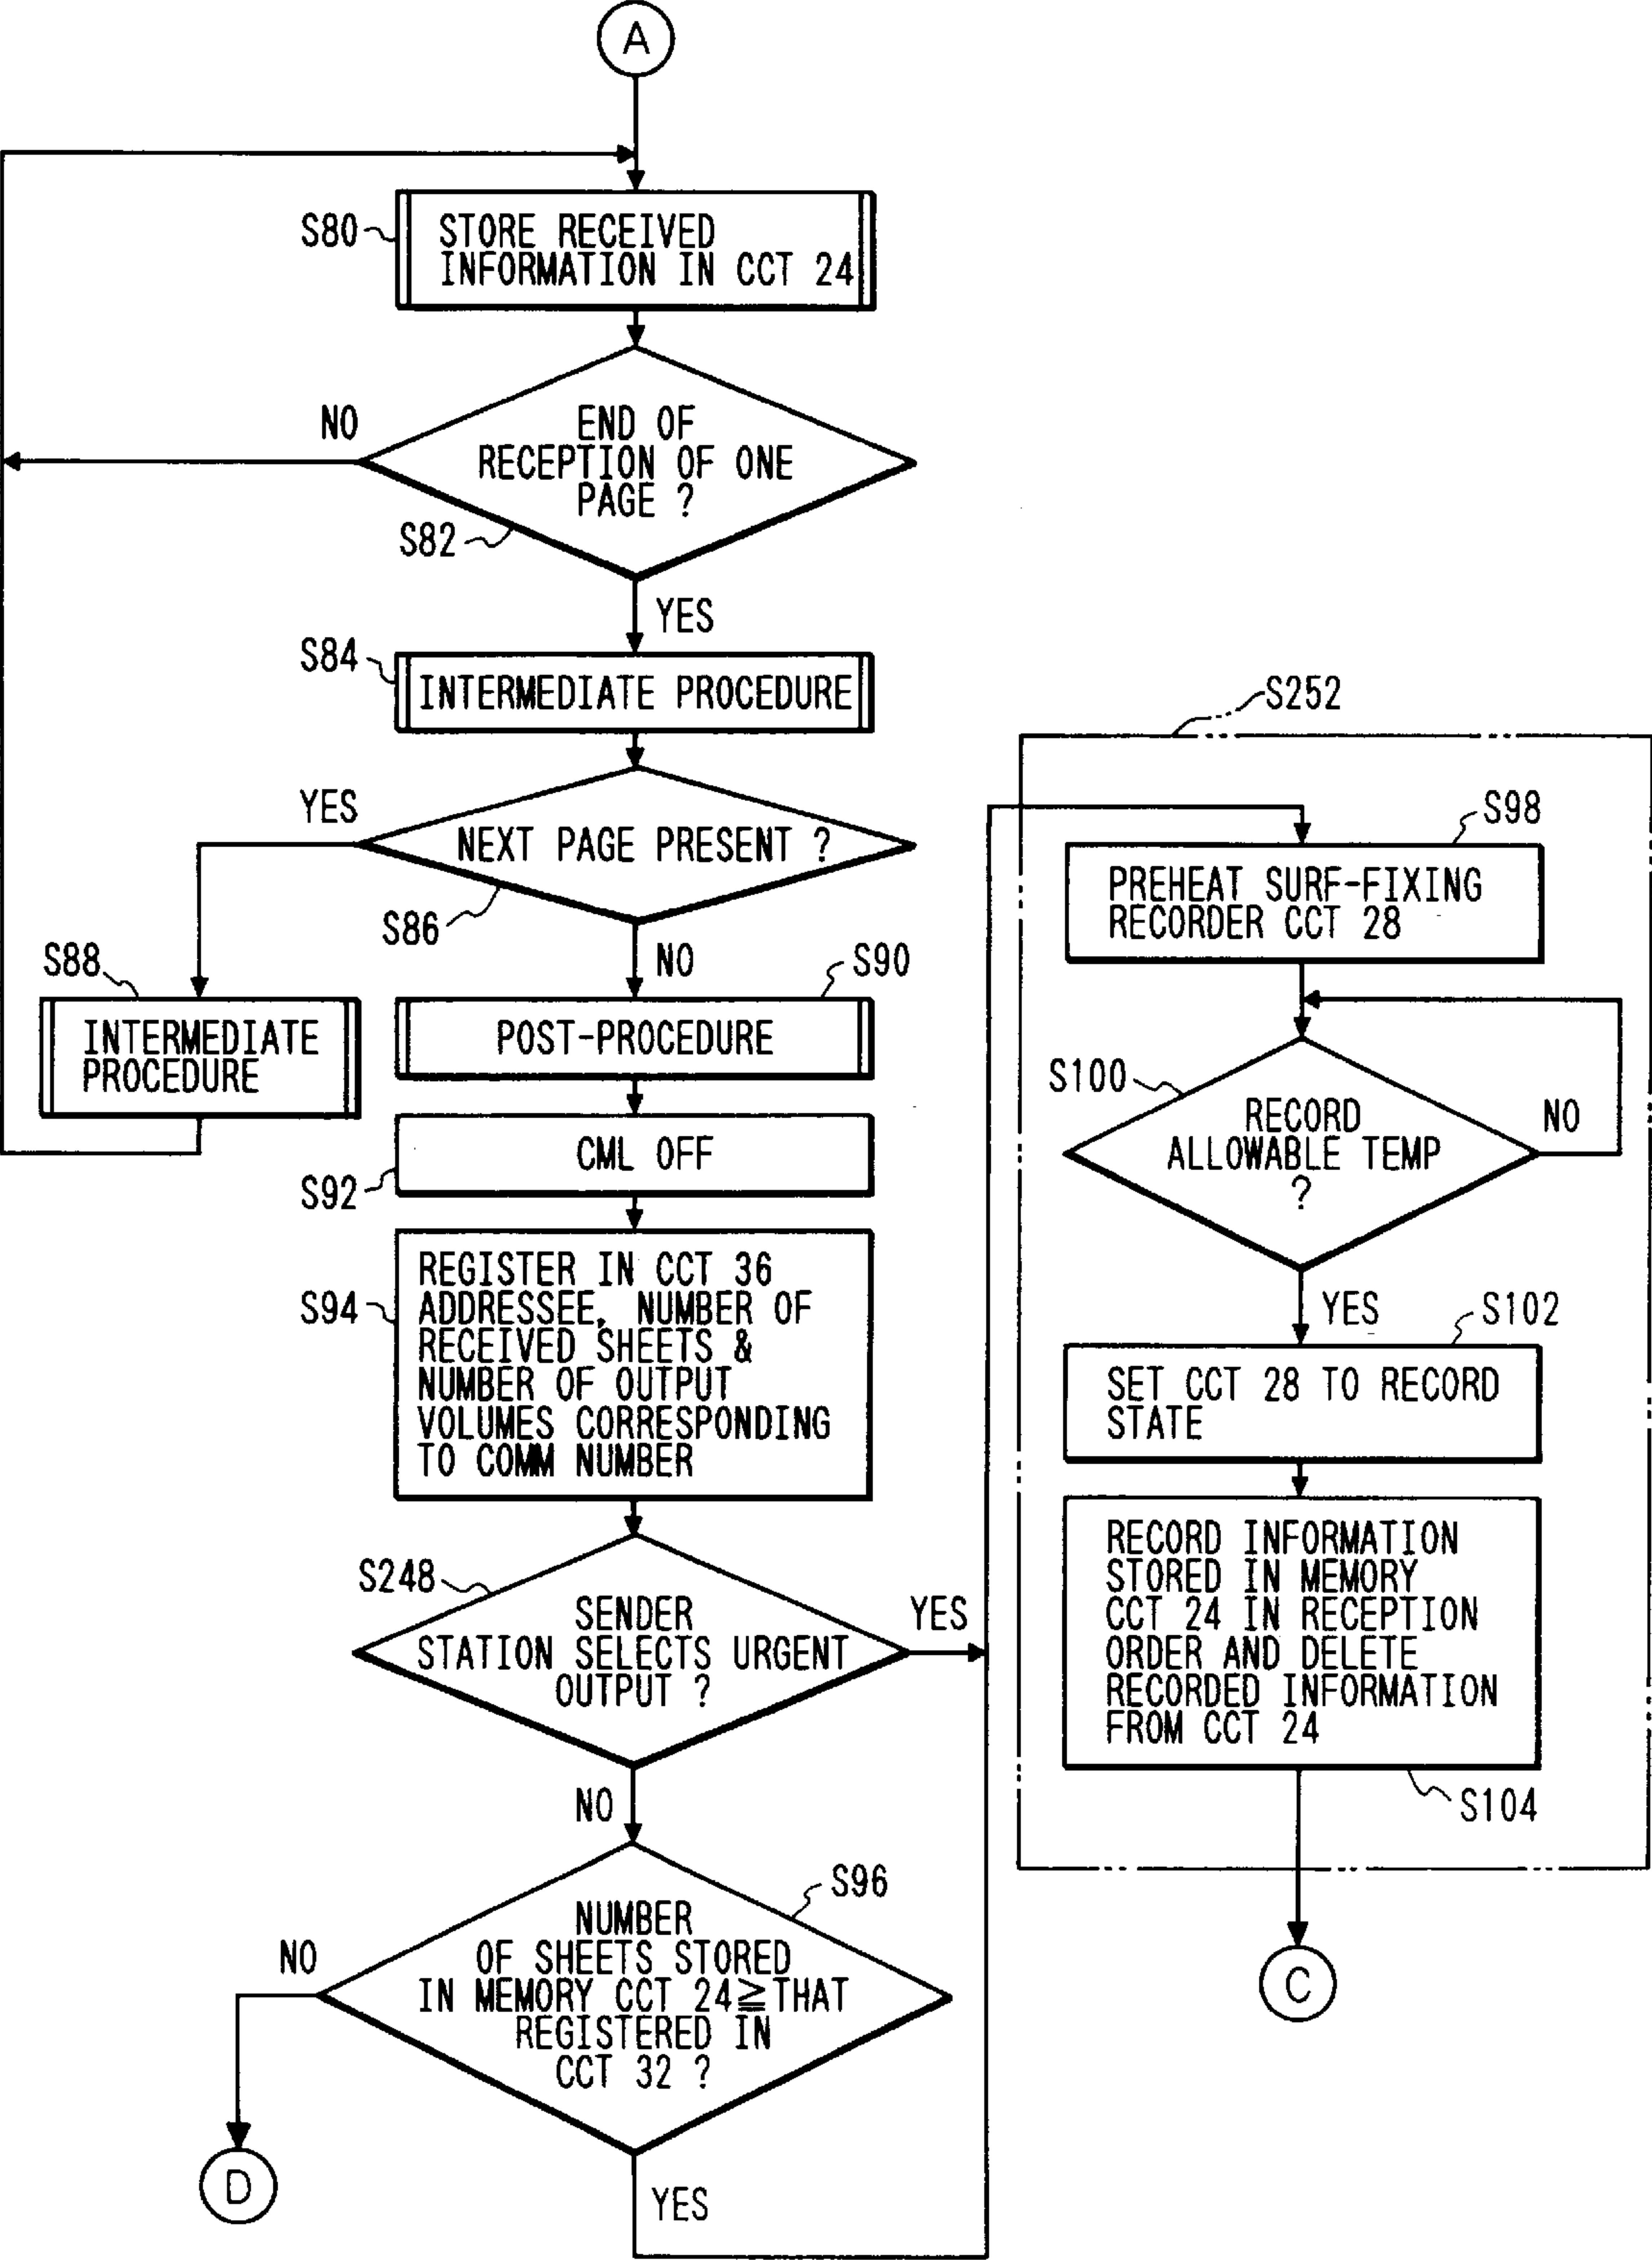 A
S80
STORE RECEIVED
INFORMATION IN CCT 24
NO
END OF
RECEPTION OF ONE
PAGE ?
S82
YES
S84
INTERMEDIATE PROCEDURE
YES
NEXT PAGE PRESENT ?
S86
NO
S88
INTERMEDIATE
PROCEDURE
S90
POST-PROCEDURE
CML OFF
S92
S94
REGISTER IN CCT 36
ADDRESSEE, NUMBER OF
RECEIVED SHEETS &
NUMBER OF OUTPUT
VOLUMES CORRESPONDING
TO COMM NUMBER
S248
SENDER
STATION SELECTS URGENT
OUTPUT ?
YES
NO
S96
NUMBER
OF SHEETS STORED
IN MEMORY CCT 24≧THAT
REGISTERED IN
CCT 32 ?
NO
D
YES
S252
S98
PREHEAT SURF-FIXING
RECORDER CCT 28
S100
RECORD
ALLOWABLE TEMP
?
NO
YES
S102
SET CCT 28 TO RECORD
STATE
RECORD INFORMATION
STORED IN MEMORY
CCT 24 IN RECEPTION
ORDER AND DELETE
RECORDED INFORMATION
FROM CCT 24
S104
C